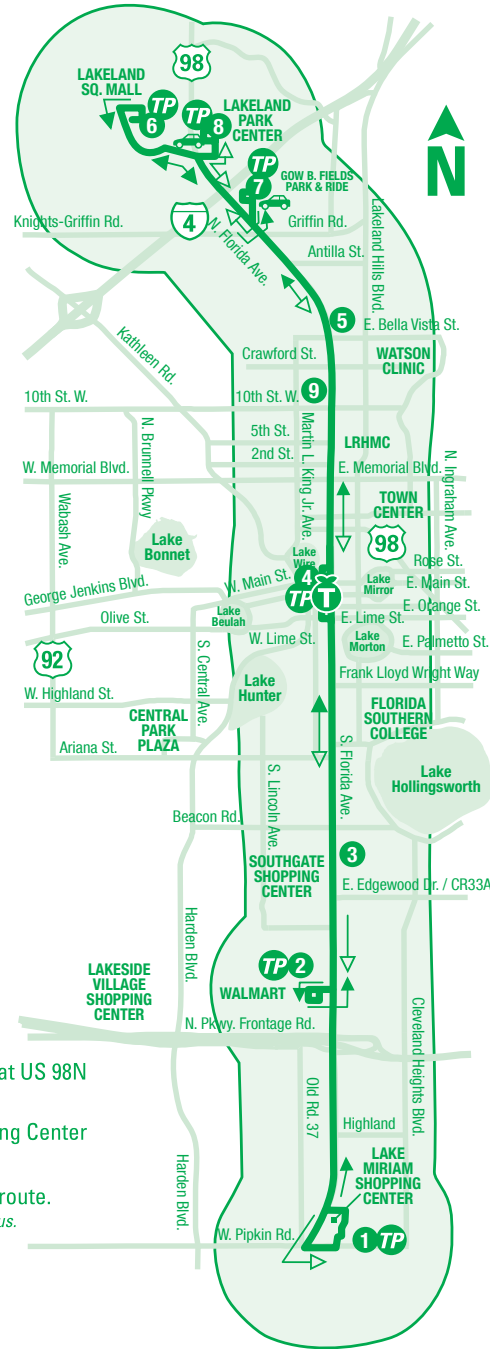 98
LAKELAND
SQ. MALL
TP
6
TP
8
LAKELAND
PARK
CENTER
TP
7
GOW B. FIELDS
PARK & RIDE
N
Knights-Griffin Rd.
4
N. Florida Ave.
Griffin Rd.
Lakeland Hills Blvd.
Antilla St.
Kathleen Rd.
5
E. Bella Vista St.
Crawford St.
WATSON
CLINIC
10th St. W.
10th St. W.
9
N. Brunnell Pkwy
5th St.
2nd St.
Martin L. King Jr. Ave.
LRHMC
W. Memorial Blvd.
E. Memorial Blvd.
N. Ingraham Ave.
Wabash Ave.
TOWN
CENTER
98
Lake
Bonnet
Lake
Wire
Rose St.
George Jenkins Blvd.
W. Main St.
4
TP
T
Lake
Mirror
E. Main St.
E. Orange St.
Olive St.
Lake
Beulah
E. Lime St.
W. Lime St.
Lake
Morton
E. Palmetto St.
92
S. Central Ave.
Lake
Hunter
Frank Lloyd Wright Way
W. Highland St.
CENTRAL
PARK
PLAZA
FLORIDA
SOUTHERN
COLLEGE
Ariana St.
S. Florida Ave.
S. Lincoln Ave.
Lake
Hollingsworth
Beacon Rd.
3
SOUTHGATE
SHOPPING
CENTER
E. Edgewood Dr. / CR33A
Harden Blvd.
TP
2
LAKESIDE
VILLAGE
SHOPPING
CENTER
WALMART
N. Pkwy. Frontage Rd.
Cleveland Heights Blvd.
at US 98N
Old Rd. 37
Highland
ng Center
LAKE
MIRIAM
SHOPPING
CENTER
Harden Blvd.
route.
us.
W. Pipkin Rd.
1
TP